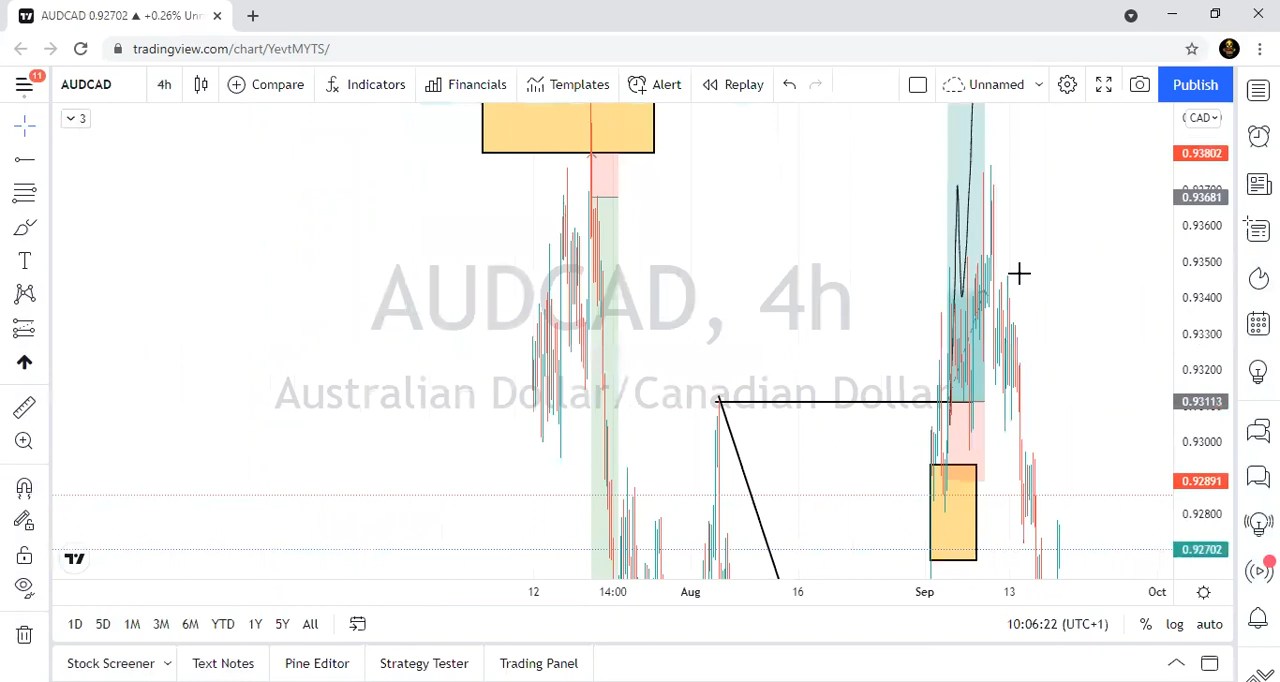 AUDCAD 0.92702 ▲ +0.26% Unn
tradingview.com/chart/YevtMYTS/
11
AUDCAD 4h Compare Indicators Financials Templates Alert Replay Unnamed Publish
3
CAD
0.93802
0.93681
0.93600
0.93500
0.93400
0.93300
0.93200
0.93113
0.93000
0.92891
0.92800
0.92702
AUDCAD, 4h
Australian Dollar/Canadian Dollar
12 14:00 Aug 16 Sep 13 Oct
1D 5D 1M 3M 6M YTD 1Y 5Y All
10:06:22 (UTC+1) % log auto
Stock Screener Text Notes Pine Editor Strategy Tester Trading Panel